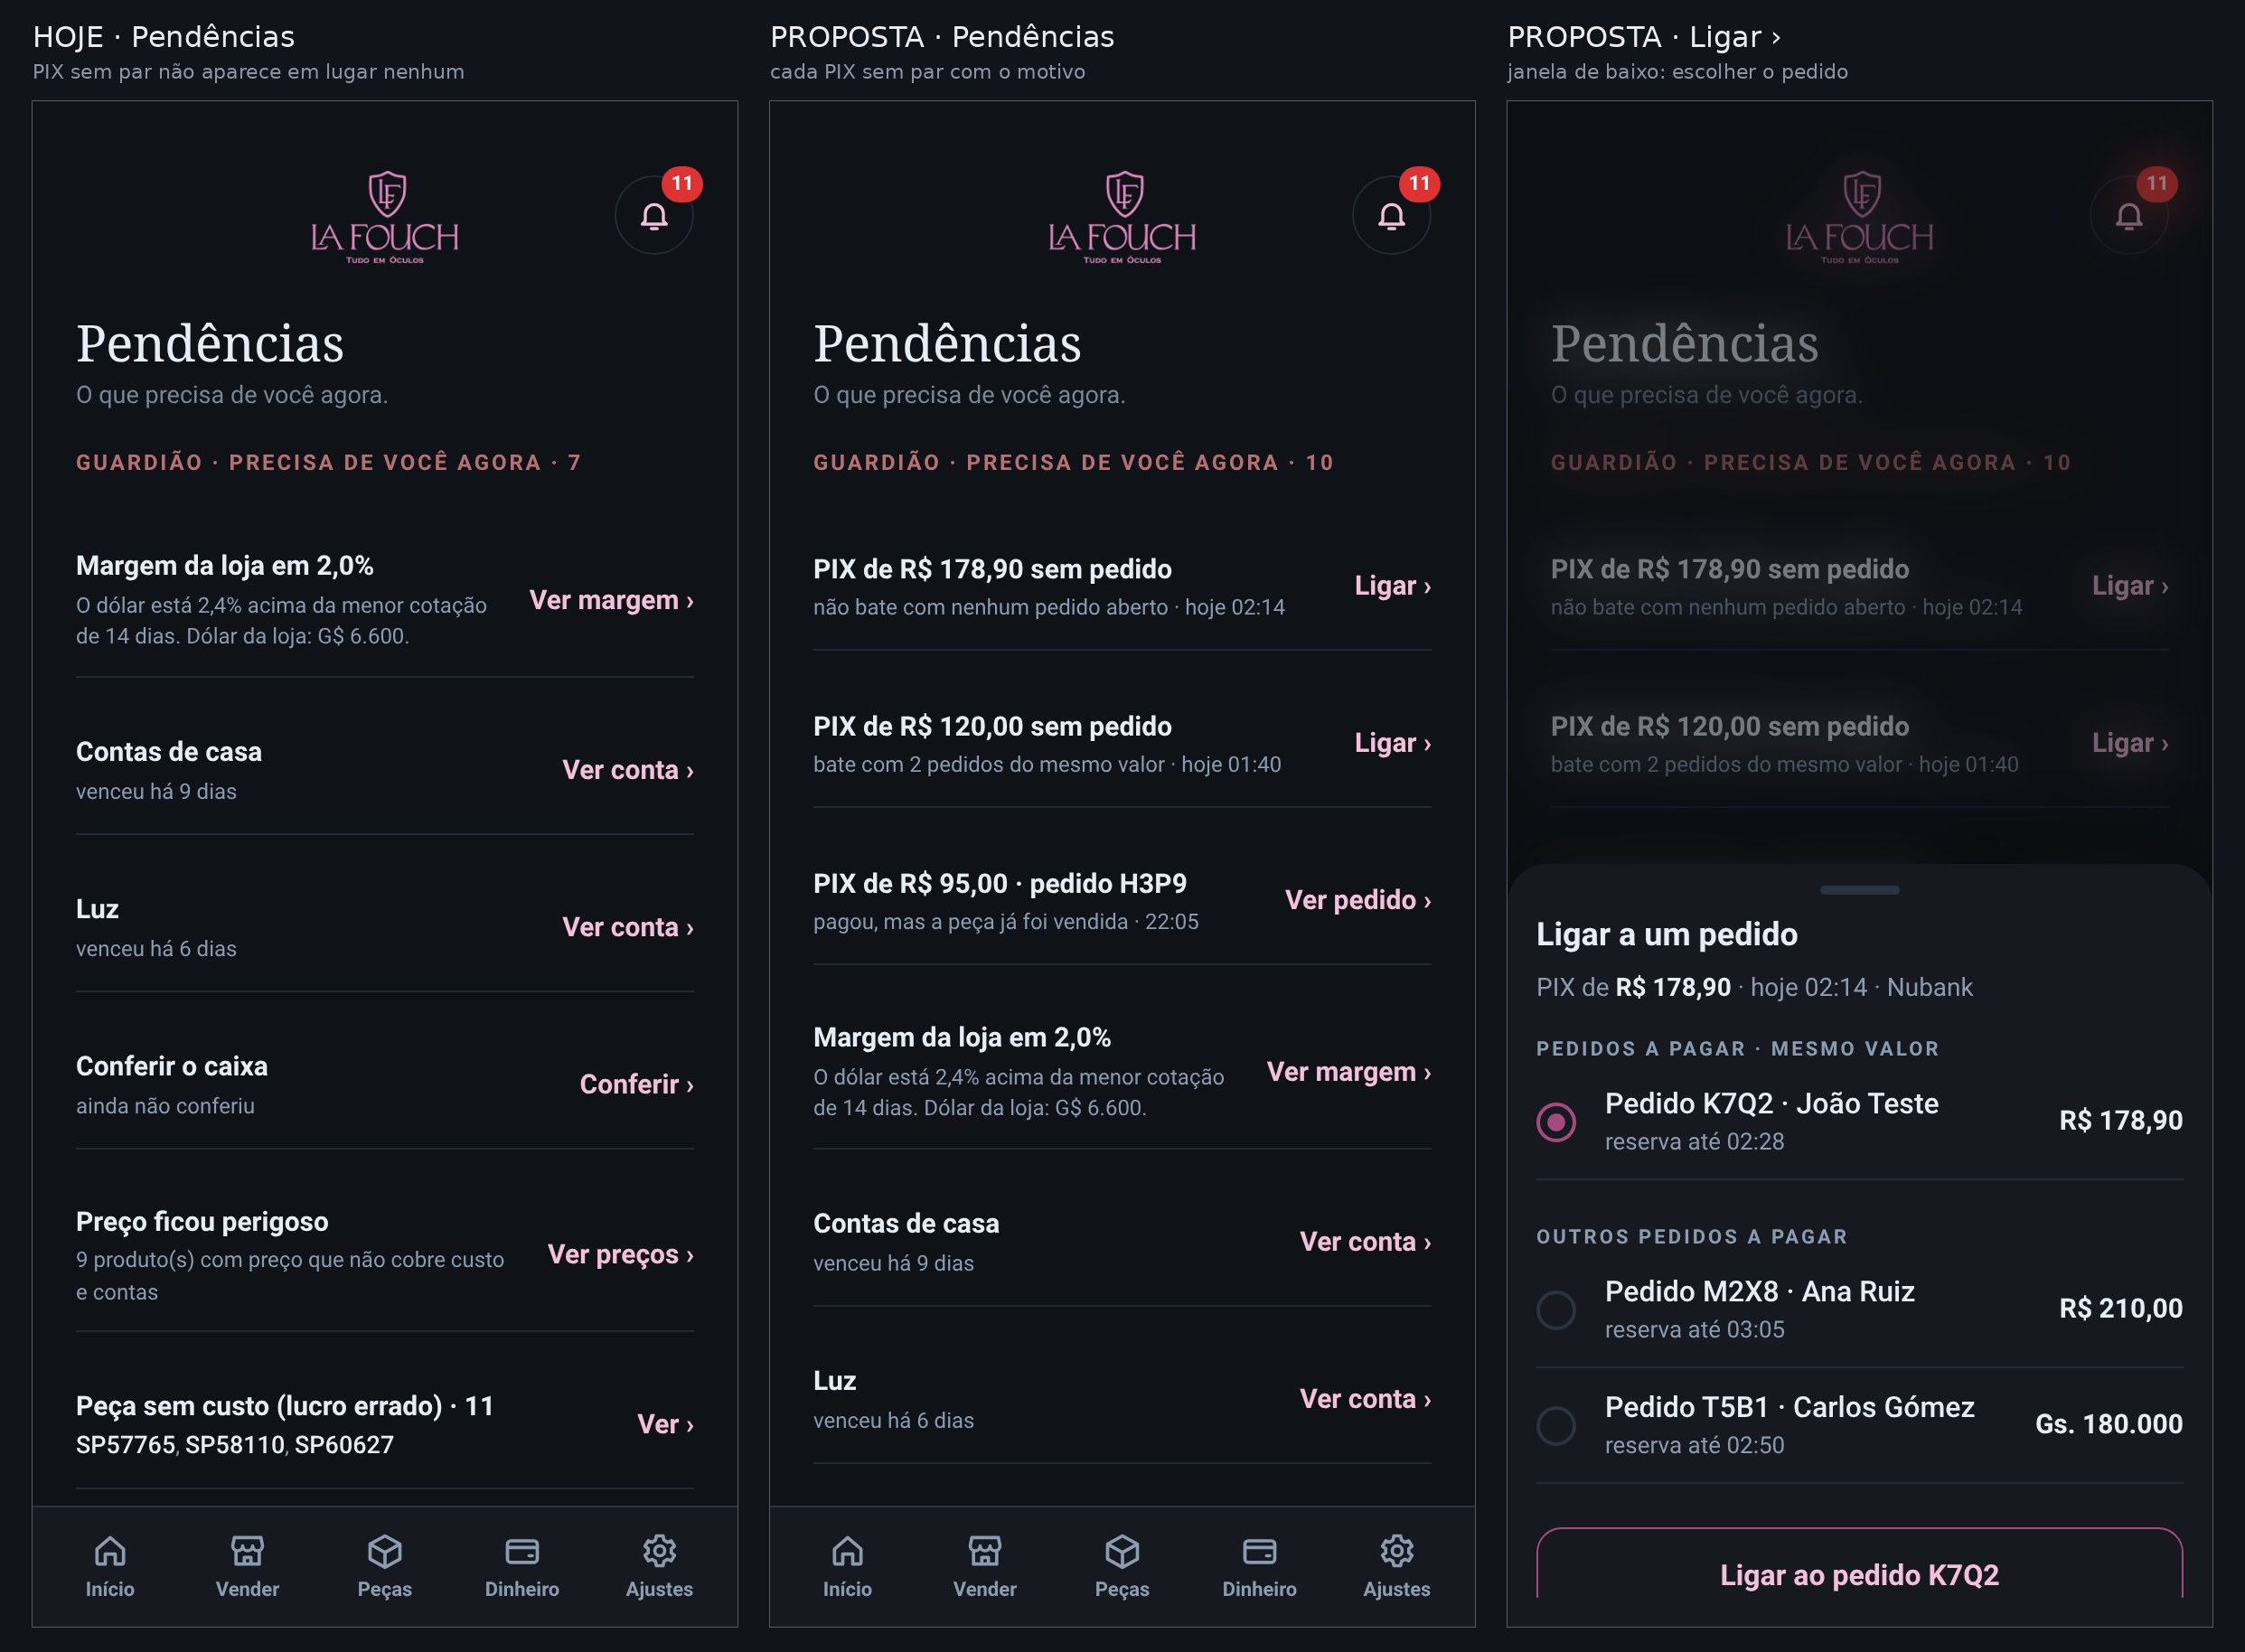 HOJE · Pendências
PIX sem par não aparece em lugar nenhum
11
LF
LA FOUCH
Tudo em Óculos
Pendências
O que precisa de você agora.
GUARDIÃO · PRECISA DE VOCÊ AGORA · 7
Margem da loja em 2,0%
O dólar está 2,4% acima da menor cotação
de 14 dias. Dólar da loja: G$ 6.600.
Ver margem ›
Contas de casa
venceu há 9 dias
Ver conta ›
Luz
venceu há 6 dias
Ver conta ›
Conferir o caixa
ainda não conferiu
Conferir ›
Preço ficou perigoso
9 produto(s) com preço que não cobre custo
e contas
Ver preços ›
Peça sem custo (lucro errado) · 11
SP57765, SP58110, SP60627
Ver ›
Início
Vender
Peças
Dinheiro
Ajustes
PROPOSTA · Pendências
cada PIX sem par com o motivo
11
LF
LA FOUCH
Tudo em Óculos
Pendências
O que precisa de você agora.
GUARDIÃO · PRECISA DE VOCÊ AGORA · 10
PIX de R$ 178,90 sem pedido
não bate com nenhum pedido aberto · hoje 02:14
Ligar ›
PIX de R$ 120,00 sem pedido
bate com 2 pedidos do mesmo valor · hoje 01:40
Ligar ›
PIX de R$ 95,00 · pedido H3P9
pagou, mas a peça já foi vendida · 22:05
Ver pedido ›
Margem da loja em 2,0%
O dólar está 2,4% acima da menor cotação
de 14 dias. Dólar da loja: G$ 6.600.
Ver margem ›
Contas de casa
venceu há 9 dias
Ver conta ›
Luz
venceu há 6 dias
Ver conta ›
Início
Vender
Peças
Dinheiro
Ajustes
PROPOSTA · Ligar ›
janela de baixo: escolher o pedido
11
LF
LA FOUCH
Tudo em Óculos
Pendências
O que precisa de você agora.
GUARDIÃO · PRECISA DE VOCÊ AGORA · 10
PIX de R$ 178,90 sem pedido
não bate com nenhum pedido aberto · hoje 02:14
Ligar ›
PIX de R$ 120,00 sem pedido
bate com 2 pedidos do mesmo valor · hoje 01:40
Ligar ›
Ligar a um pedido
PIX de R$ 178,90 · hoje 02:14 · Nubank
PEDIDOS A PAGAR · MESMO VALOR
Pedido K7Q2 · João Teste
reserva até 02:28
R$ 178,90
OUTROS PEDIDOS A PAGAR
Pedido M2X8 · Ana Ruiz
reserva até 03:05
R$ 210,00
Pedido T5B1 · Carlos Gómez
reserva até 02:50
Gs. 180.000
Ligar ao pedido K7Q2